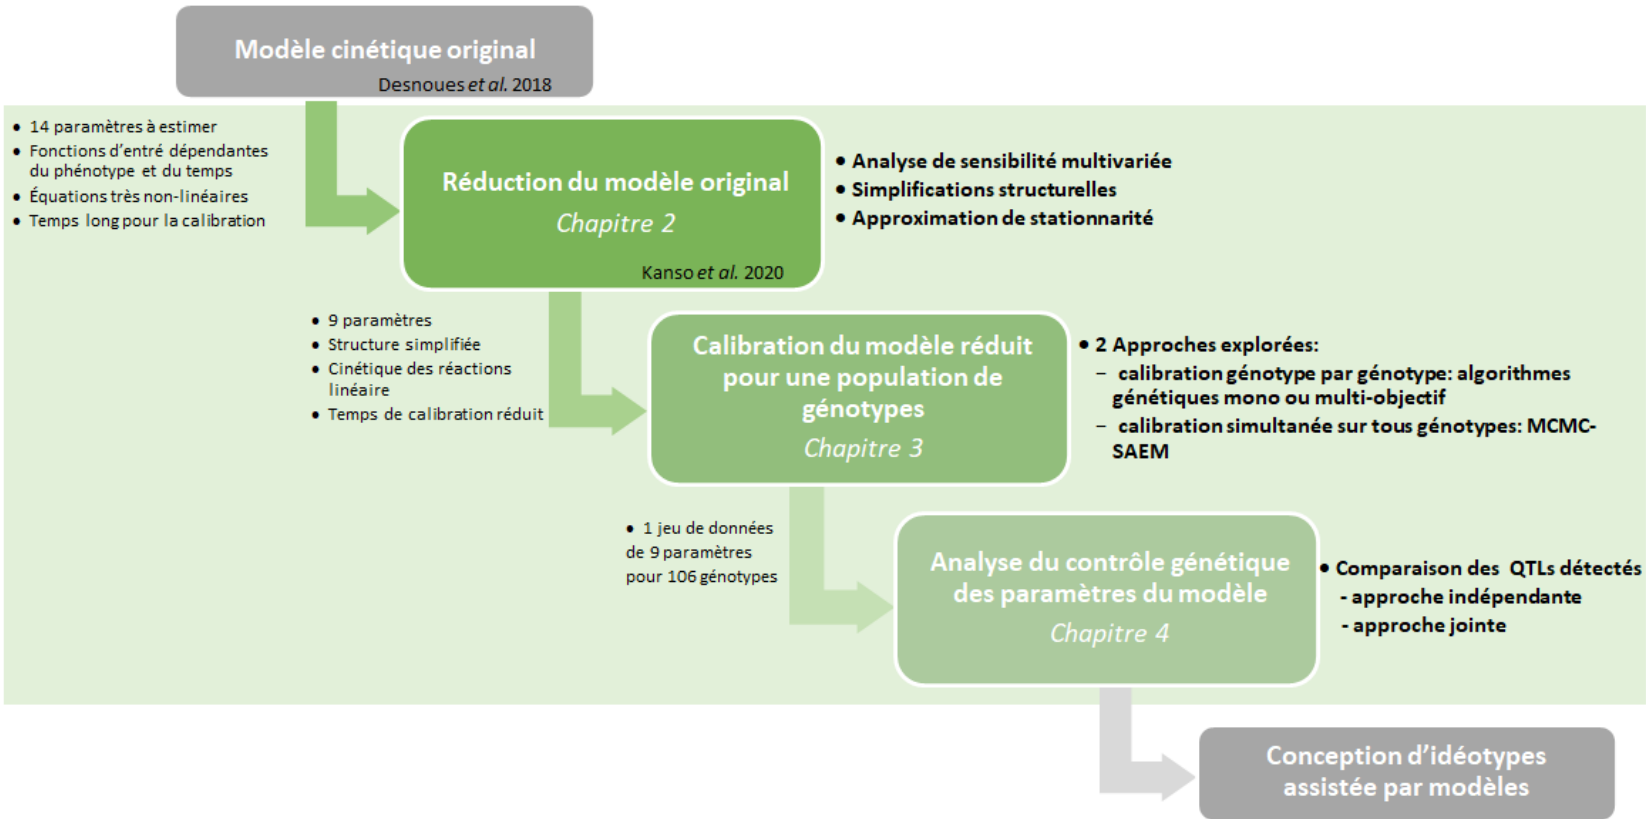 Modèle cinétique original
Desnoues et al. 2018
• 14 paramètres à estimer
• Fonctions d'entré dépendantes
du phénotype et du temps
• Équations très non-linéaires
• Temps long pour la calibration
Réduction du modèle original
Chapitre 2
Kanso et al. 2020
• Analyse de sensibilité multivariée
• Simplifications structurelles
• Approximation de stationnarité
• 9 paramètres
• Structure simplifiée
• Cinétique des réactions
linéaire
• Temps de calibration réduit
Calibration du modèle réduit
pour une population de
génotypes
Chapitre 3
• 2 Approches explorées:
– calibration génotype par génotype: algorithmes
génétiques mono ou multi-objectif
– calibration simultanée sur tous génotypes: MCMC-
SAEM
• 1 jeu de données
de 9 paramètres
pour 106 génotypes
Analyse du contrôle génétique
des paramètres du modèle
Chapitre 4
• Comparaison des QTLs détectés
- approche indépendante
- approche jointe
Conception d'idéotypes
assistée par modèles